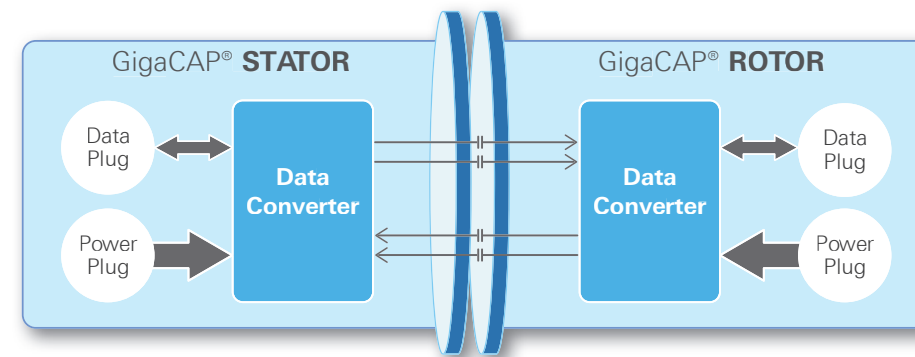 GigaCAP® STATOR
Data
Plug
Data
Converter
Power
Plug
GigaCAP® ROTOR
Data
Converter
Data
Plug
Power
Plug